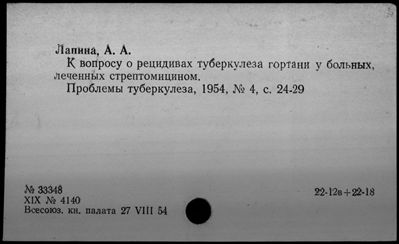 Лапина, А. А.
К вопросу о рецидивах туберкулеза гортани у больных,
леченных стрептомицином.
Проблемы туберкулеза, 1954, № 4, с. 24-29
№ 33348
22-12в+22-18
XIX № 4140
Всесоюз. кн. палата 27 VIII 54